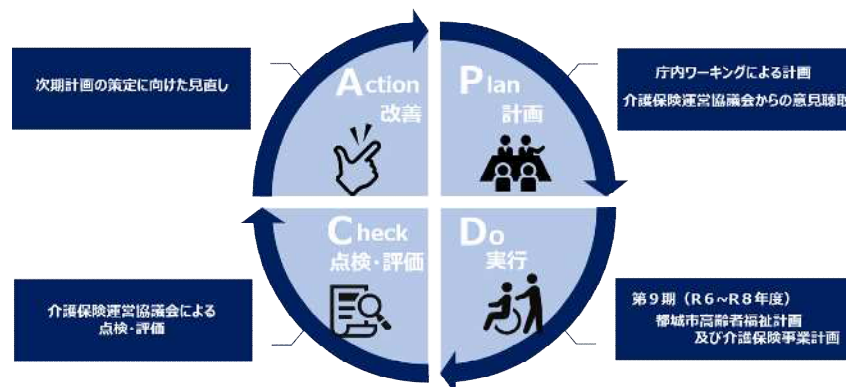 次期計画の策定に向けた見直し
Action
改善
Plan
計画
庁内ワーキングによる計画
介護保険運営協議会からの意見聴取
Check
点検・評価
Do
実行
介護保険運営協議会による
点検・評価
第9期(R6~R8年度)
都城市高齢者福祉計画
及び介護保険事業計画